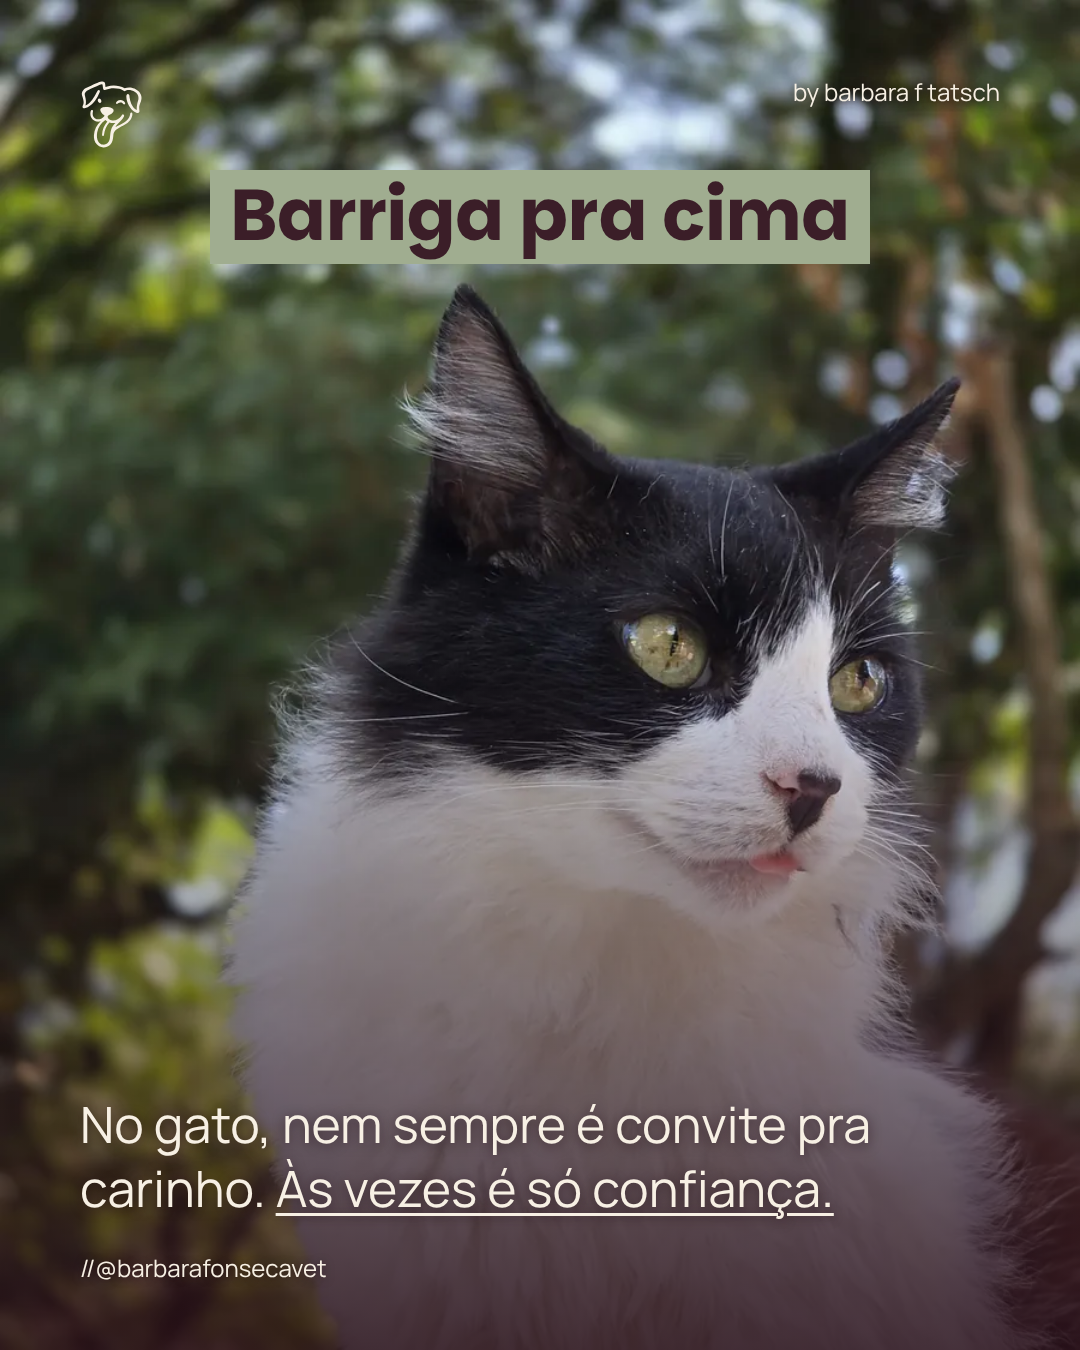 by barbara f tatsch
Barriga pra cima
No gato, nem sempre é convite pra
carinho. Às vezes é só confiança.
//@barbarafonsecavet